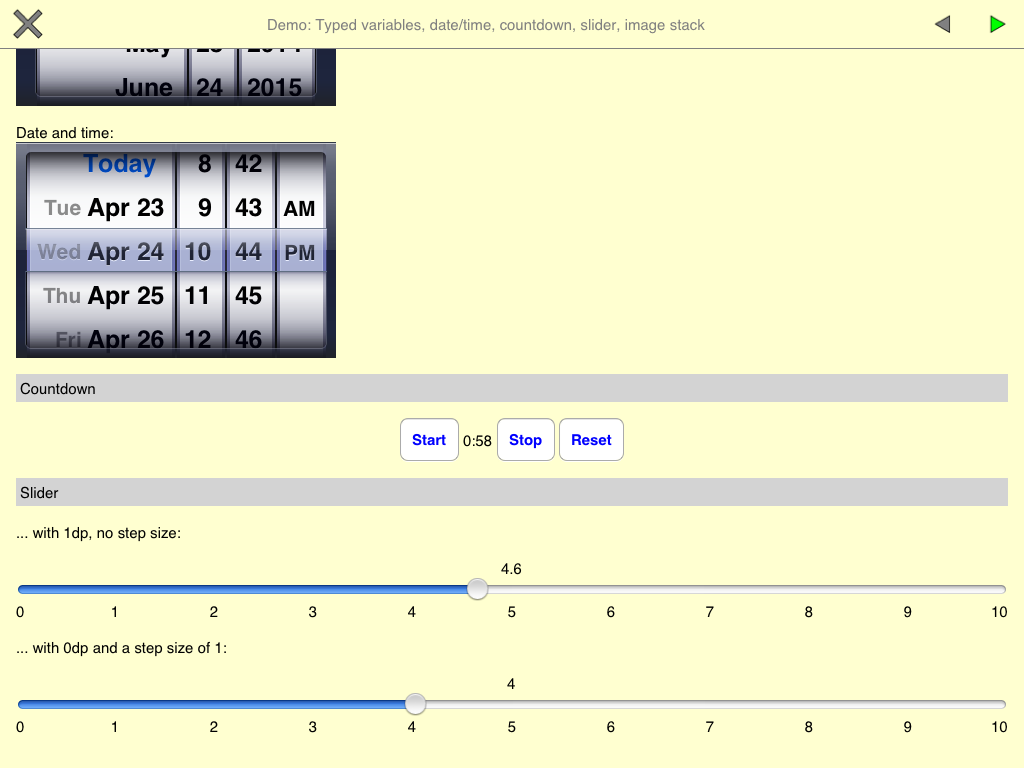 Demo: Typed variables, date/time, countdown, slider, image stack
May 23 2014
June 24 2015
Date and time:
Today 8 42
Tue Apr 23 9 43 AM
Wed Apr 24 10 44 PM
Thu Apr 25 11 45
Fri Apr 26 12 46
Countdown
Start 0:58 Stop Reset
Slider
... with 1dp, no step size:
4.6
0 1 2 3 4 5 6 7 8 9 10
... with 0dp and a step size of 1:
4
0 1 2 3 4 5 6 7 8 9 10